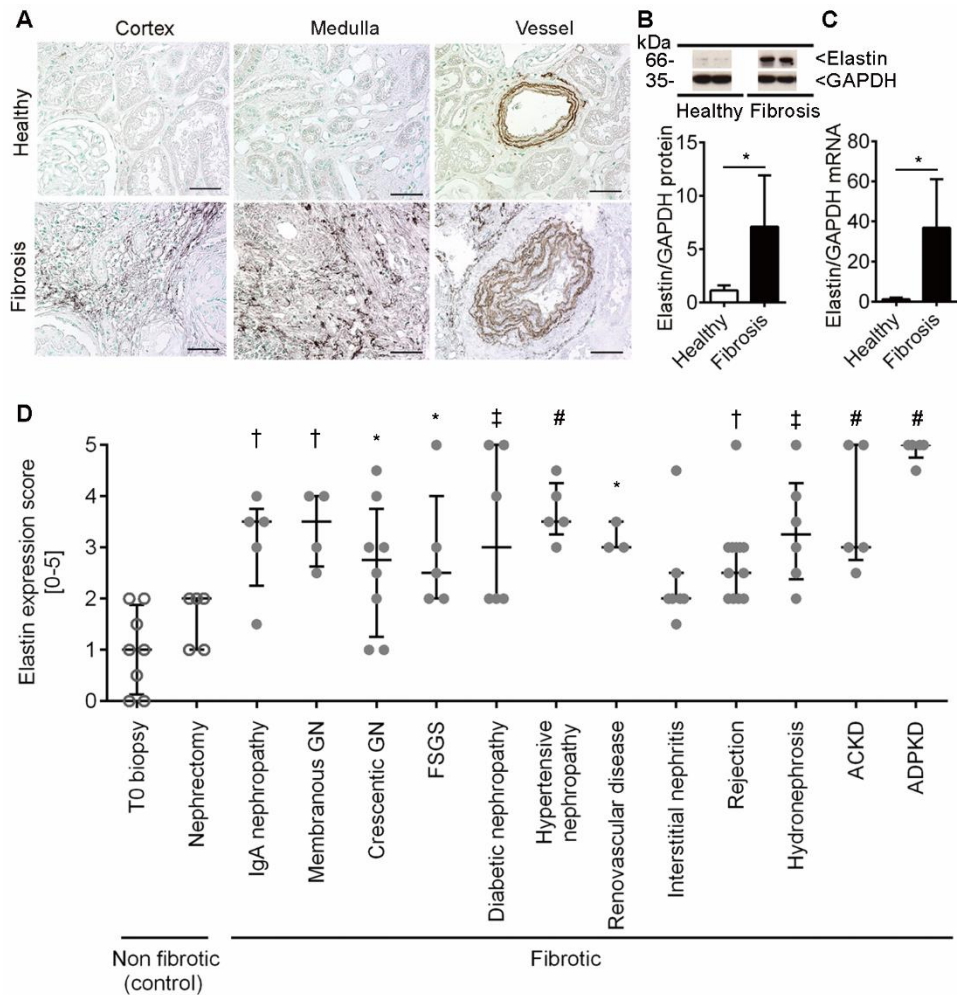 A
Cortex
Medulla
Vessel
Healthy
Fibrosis
B
kDa
66-
35-
<Elastin
<GAPDH
Healthy
Fibrosis
Elastin/GAPDH protein
15
10
5
0
*
Healthy
Fibrosis
C
Elastin/GAPDH mRNA
80
60
40
20
0
*
Healthy
Fibrosis
D
Elastin expression score
[0-5]
5
4
3
2
1
0
† † * * ‡ # * † ‡ # #
T0 biopsy
Nephrectomy
IgA nephropathy
Membranous GN
Crescentic GN
FSGS
Diabetic nephropathy
Hypertensive
nephropathy
Renovascular disease
Interstitial nephritis
Rejection
Hydronephrosis
ACKD
ADPKD
Non fibrotic
(control)
Fibrotic